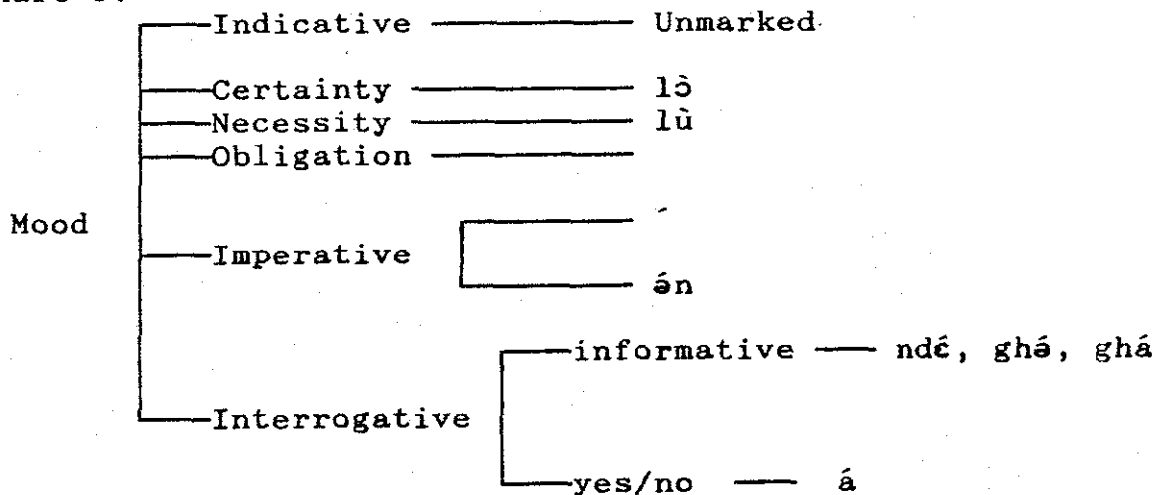 Indicative Unmarked
Certainty lɔ̀
Necessity lù
Obligation
Mood
Imperative ´
ə́n
informative ndɛ́, ghə́, ghá
Interrogative
yes/no á